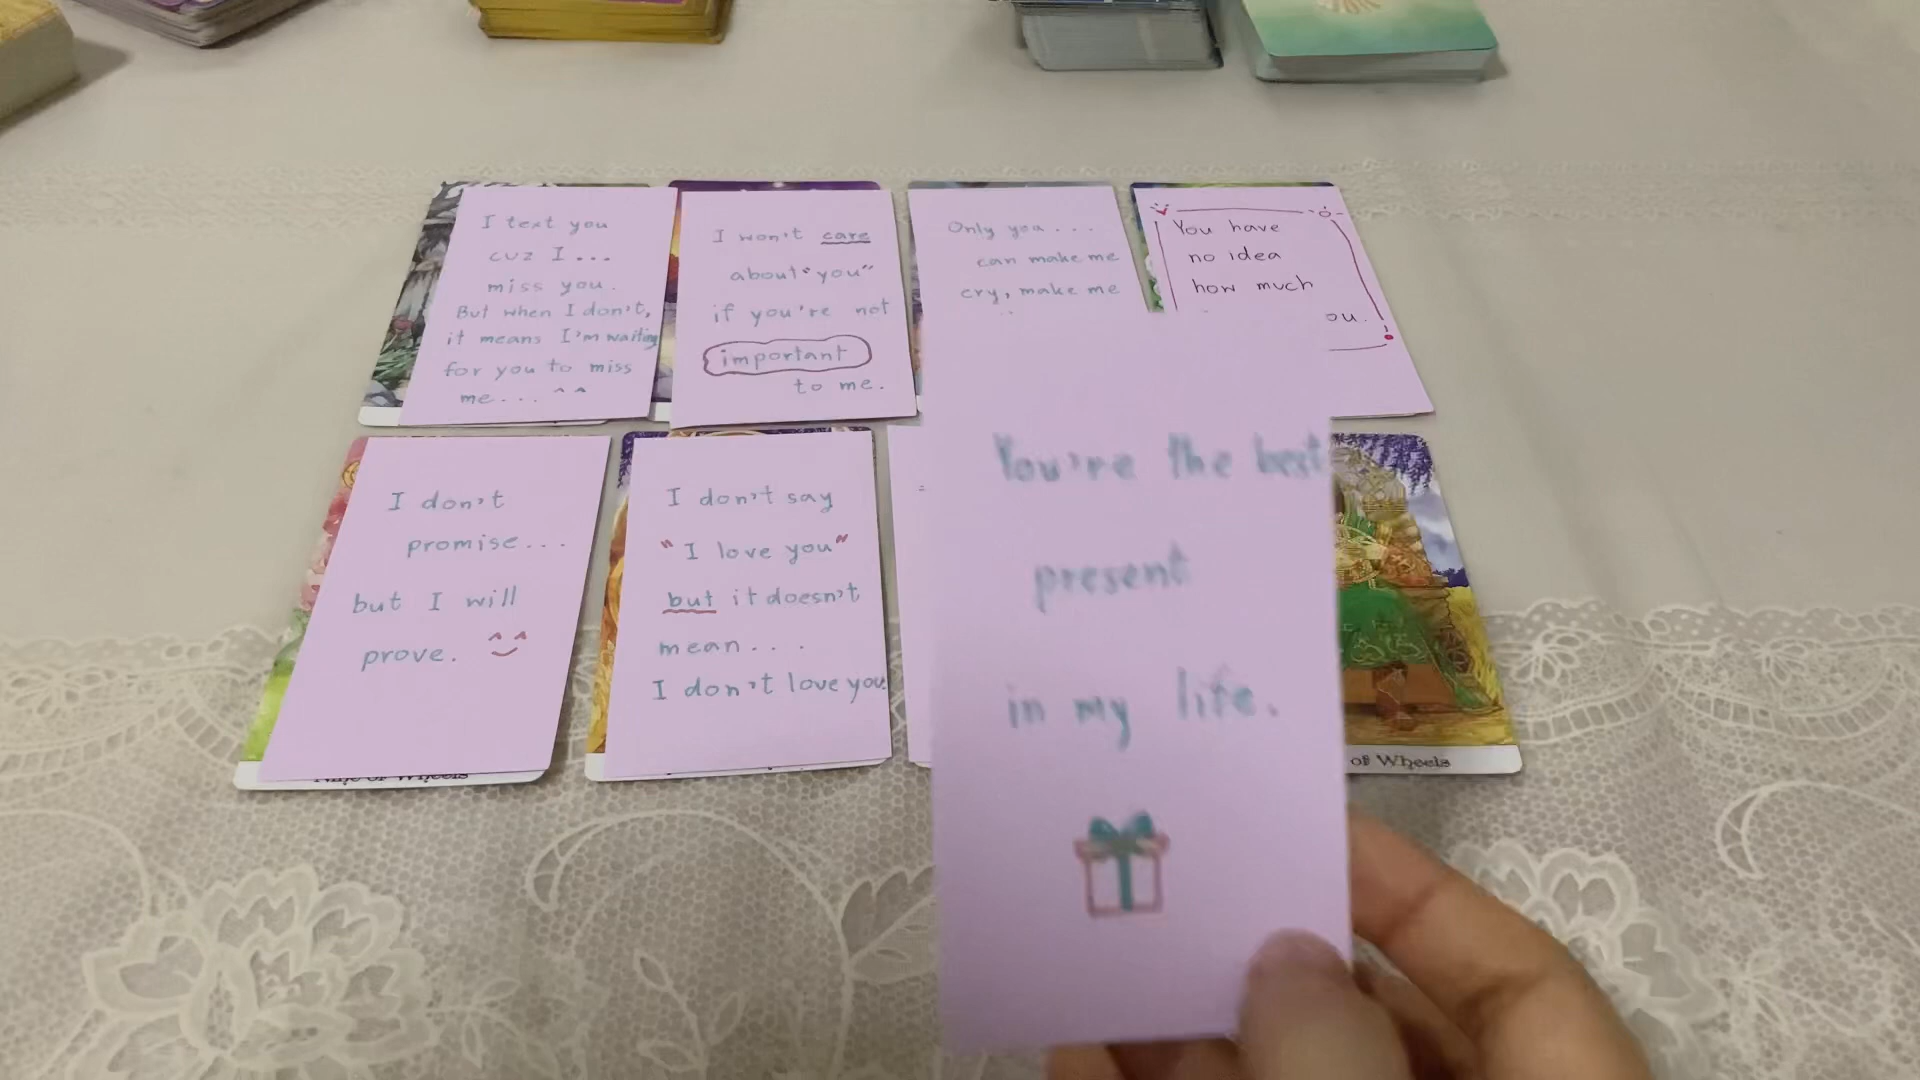 I text you
cuz I...
miss you.
But when I don't,
it means I'm waiting
for you to miss
me... ^^
I won't care
about "you"
if you're not
important
to me.
Only you...
can make me
cry, make me
You have
no idea
how much
I don't
promise...
but I will
prove.
I don't say
"I love you"
but it doesn't
mean...
I don't love you.
You're the best
present
in my life.
of Wheels
Nine of Wheels